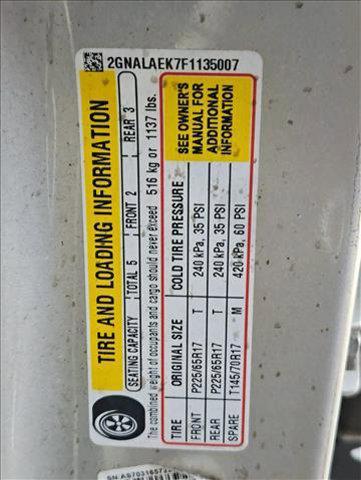 2GNALAEK7F1135007
TIRE AND LOADING INFORMATION
SEATING CAPACITY TOTAL 5 FRONT 2 REAR 3
The combined weight of occupants and cargo should never exceed 516 kg or 1137 lbs.
TIRE ORIGINAL SIZE COLD TIRE PRESSURE
FRONT P225/65R17 T 240 kPa, 35 PSI
REAR P225/65R17 T 240 kPa, 35 PSI
SPARE T145/70R17 M 420 kPa, 60 PSI
SEE OWNER'S
MANUAL FOR
ADDITIONAL
INFORMATION